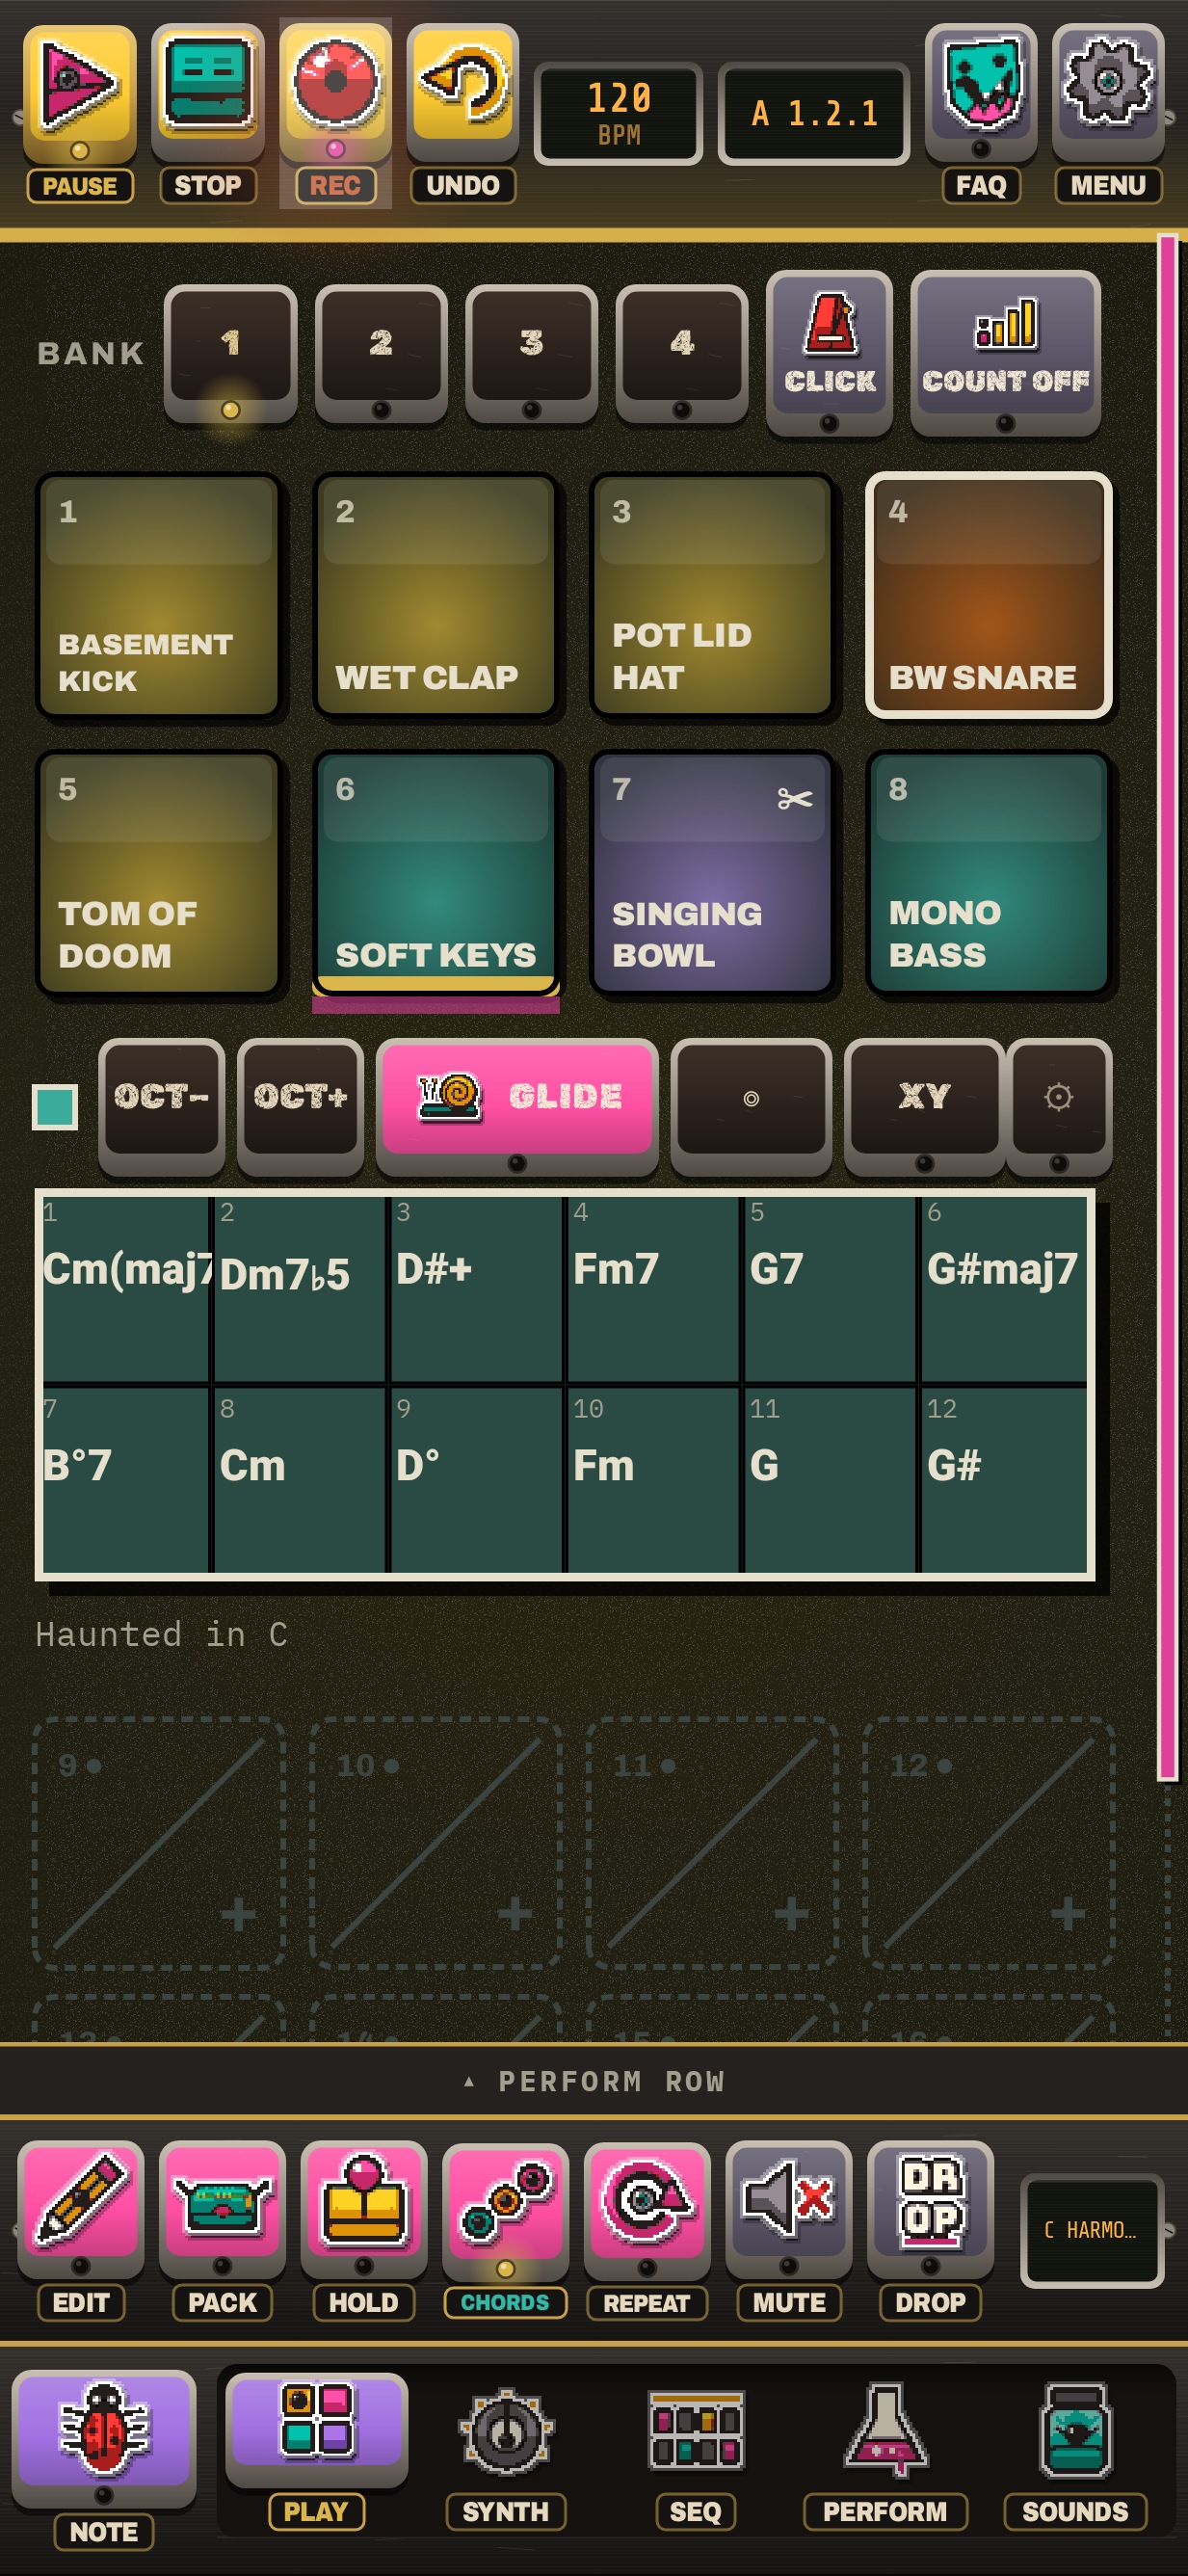 PAUSE
STOP
REC
UNDO
120
BPM
A 1.2.1
FAQ
MENU
BANK
1
2
3
4
CLICK
COUNT OFF
1
BASEMENT
KICK
2
WET CLAP
3
POT LID
HAT
4
BW SNARE
5
TOM OF
DOOM
6
SOFT KEYS
7
SINGING
BOWL
8
MONO
BASS
OCT-
OCT+
GLIDE
XY
1
Cm(maj7
2
Dm7♭5
3
D#+
4
Fm7
5
G7
6
G#maj7
7
B°7
8
Cm
9
D°
10
Fm
11
G
12
G#
Haunted in C
9
10
11
12
13
14
15
16
▴ PERFORM ROW
DR
OP
C HARMO…
EDIT
PACK
HOLD
CHORDS
REPEAT
MUTE
DROP
NOTE
PLAY
SYNTH
SEQ
PERFORM
SOUNDS